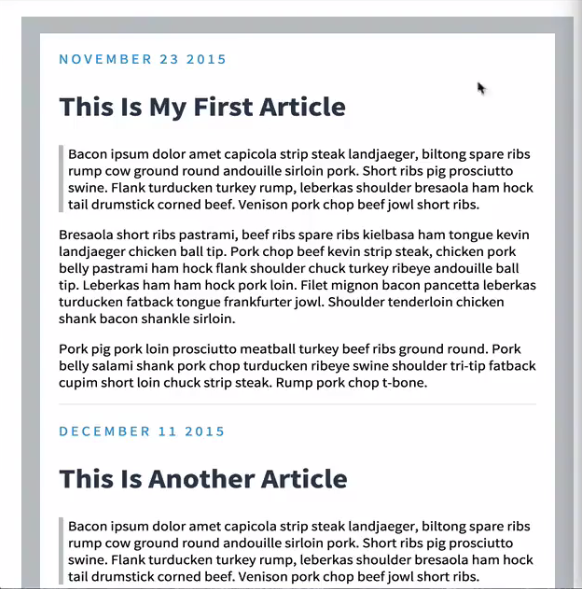 NOVEMBER 23 2015
This Is My First Article
Bacon ipsum dolor amet capicola strip steak landjaeger, biltong spare ribs
rump cow ground round andouille sirloin pork. Short ribs pig prosciutto
swine. Flank turducken turkey rump, leberkas shoulder bresaola ham hock
tail drumstick corned beef. Venison pork chop beef jowl short ribs.
Bresaola short ribs pastrami, beef ribs spare ribs kielbasa ham tongue kevin
landjaeger chicken ball tip. Pork chop beef kevin strip steak, chicken pork
belly pastrami ham hock flank shoulder chuck turkey ribeye andouille ball
tip. Leberkas ham ham hock pork loin. Filet mignon bacon pancetta leberkas
turducken fatback tongue frankfurter jowl. Shoulder tenderloin chicken
shank bacon shankle sirloin.
Pork pig pork loin prosciutto meatball turkey beef ribs ground round. Pork
belly salami shank pork chop turducken ribeye swine shoulder tri-tip fatback
cupim short loin chuck strip steak. Rump pork chop t-bone.
DECEMBER 11 2015
This Is Another Article
Bacon ipsum dolor amet capicola strip steak landjaeger, biltong spare ribs
rump cow ground round andouille sirloin pork. Short ribs pig prosciutto
swine. Flank turducken turkey rump, leberkas shoulder bresaola ham hock
tail drumstick corned beef. Venison pork chop beef jowl short ribs.